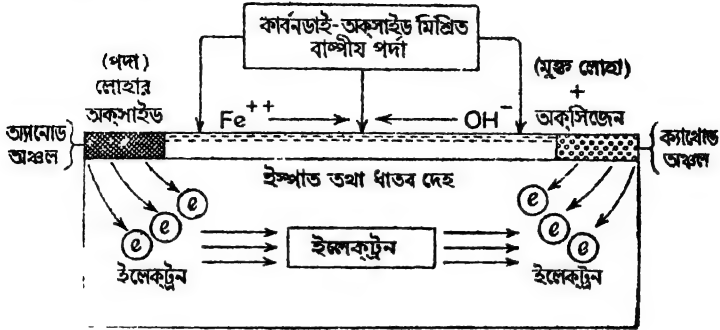 কার্বনডাই-অক্সাইড মিশ্রিত
বাষ্পীয় পর্দা
(পর্দা)
লোহার
অক্সাইড
Fe++
OH-
(মুক্ত লোহা)
+
অক্সিজেন
অ্যানোড
অঞ্চল
ক্যাথোড
অঞ্চল
ইস্পাত তথা ধাতব দেহ
e
e
e
ইলেকট্রন
ইলেকট্রন
e
e
e
ইলেকট্রন